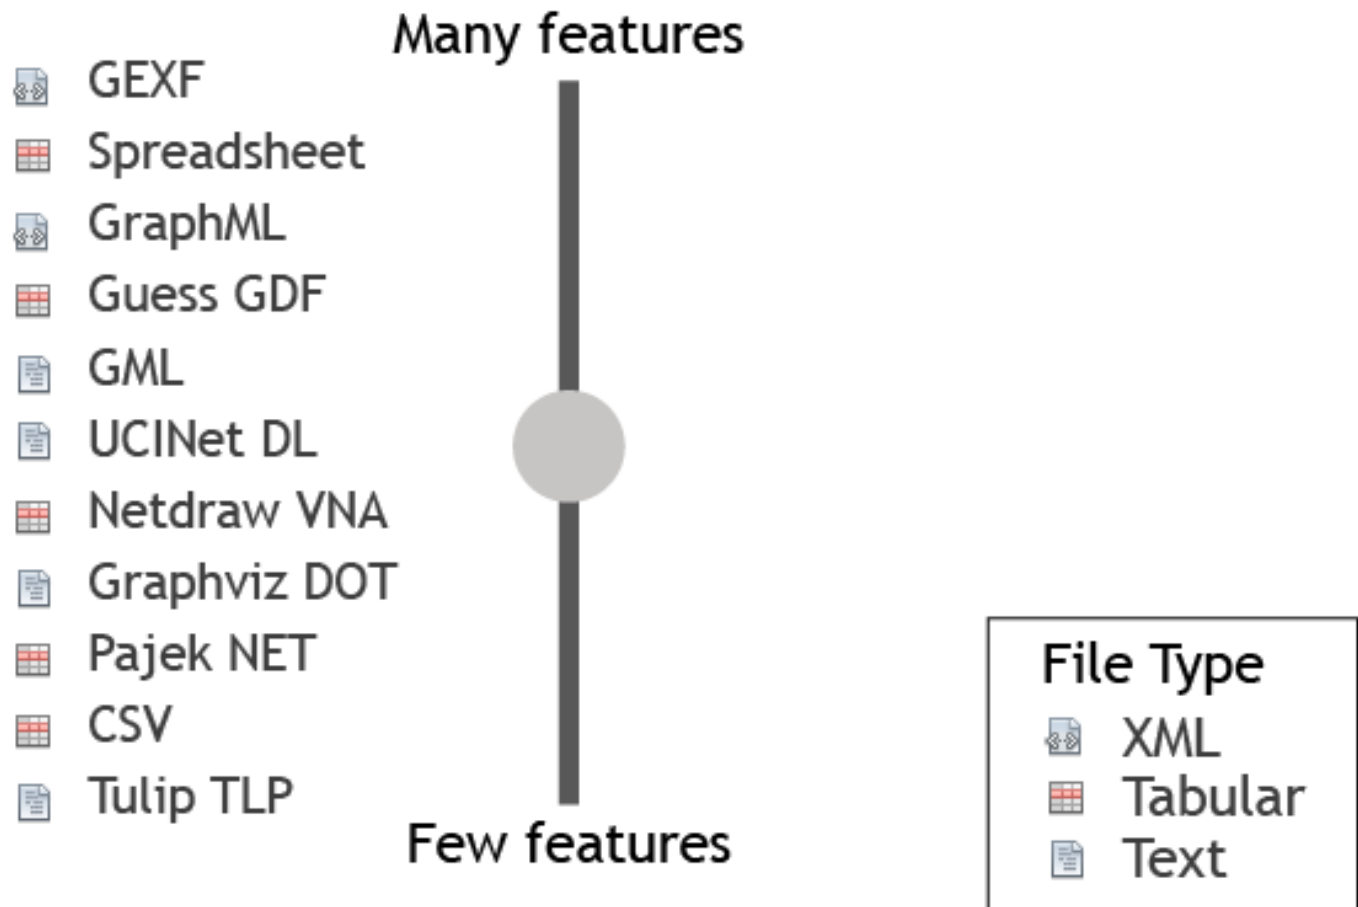 Many features
GEXF
Spreadsheet
GraphML
Guess GDF
GML
UCINet DL
Netdraw VNA
Graphviz DOT
Pajek NET
CSV
Tulip TLP
Few features
File Type
XML
Tabular
Text